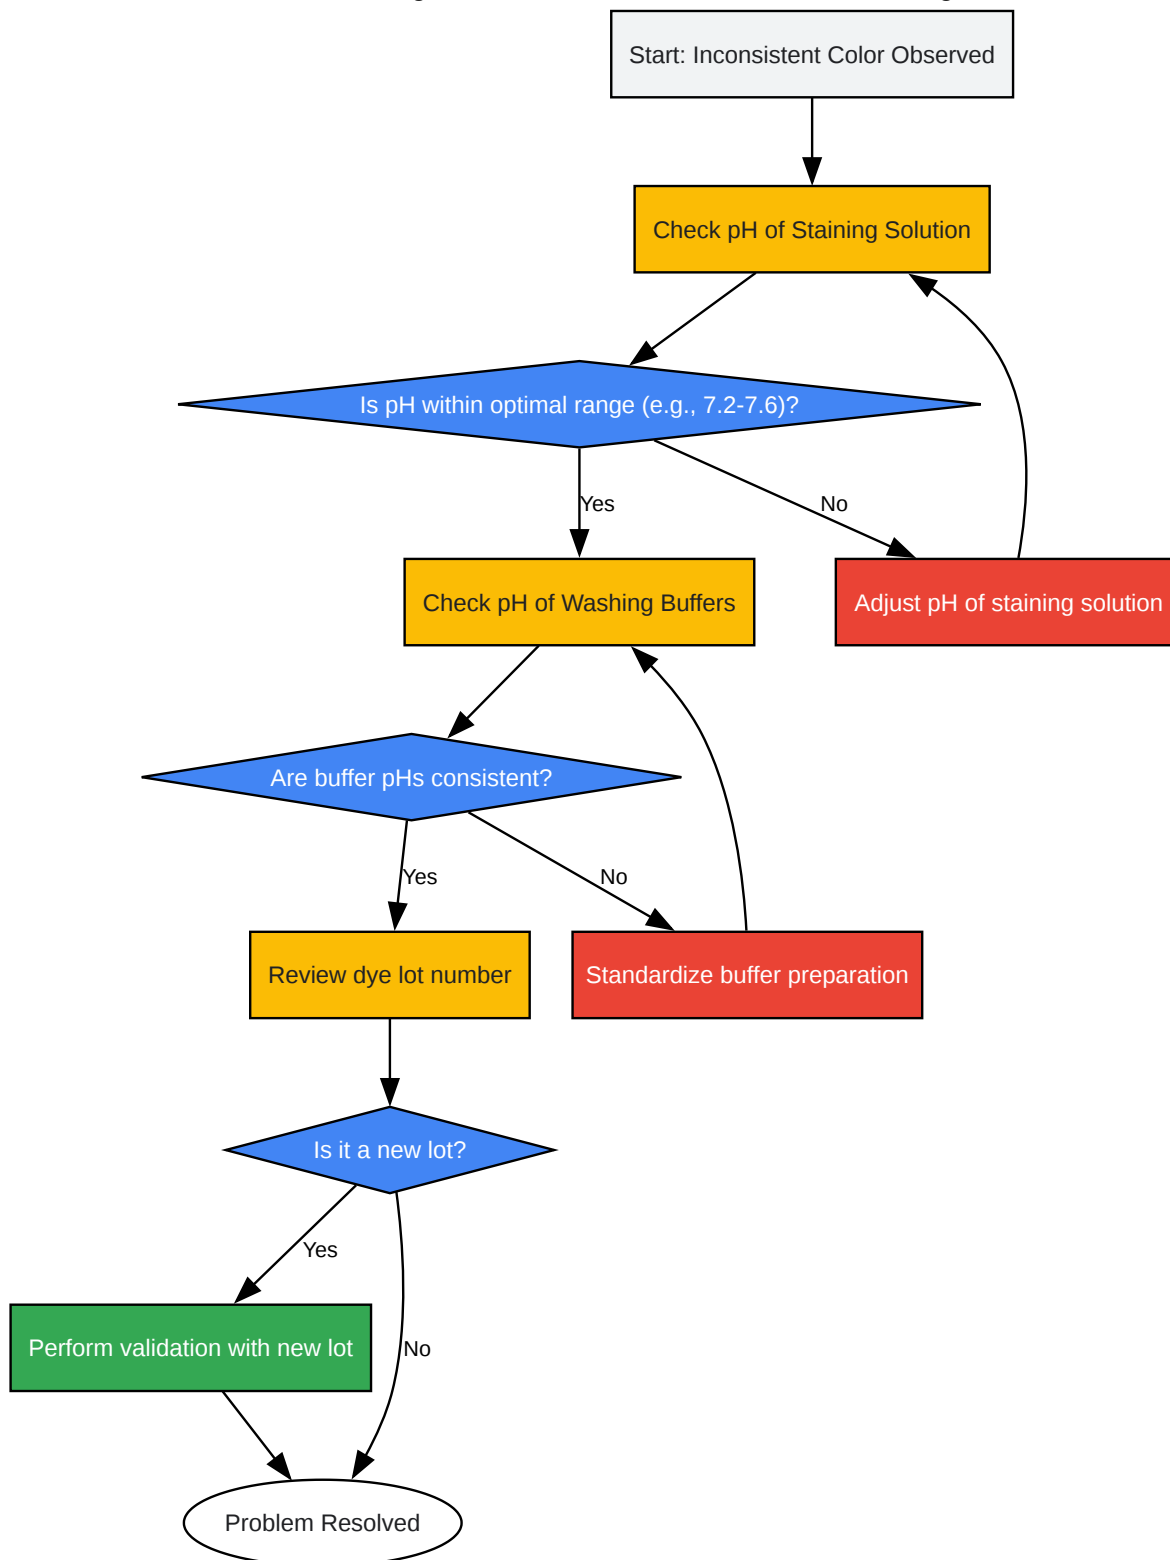 Start: Inconsistent Color Observed
Check pH of Staining Solution
Is pH within optimal range (e.g., 7.2-7.6)?
Yes
No
Check pH of Washing Buffers
Adjust pH of staining solution
Are buffer pHs consistent?
Yes
No
Review dye lot number
Standardize buffer preparation
Is it a new lot?
Yes
Perform validation with new lot
No
Problem Resolved